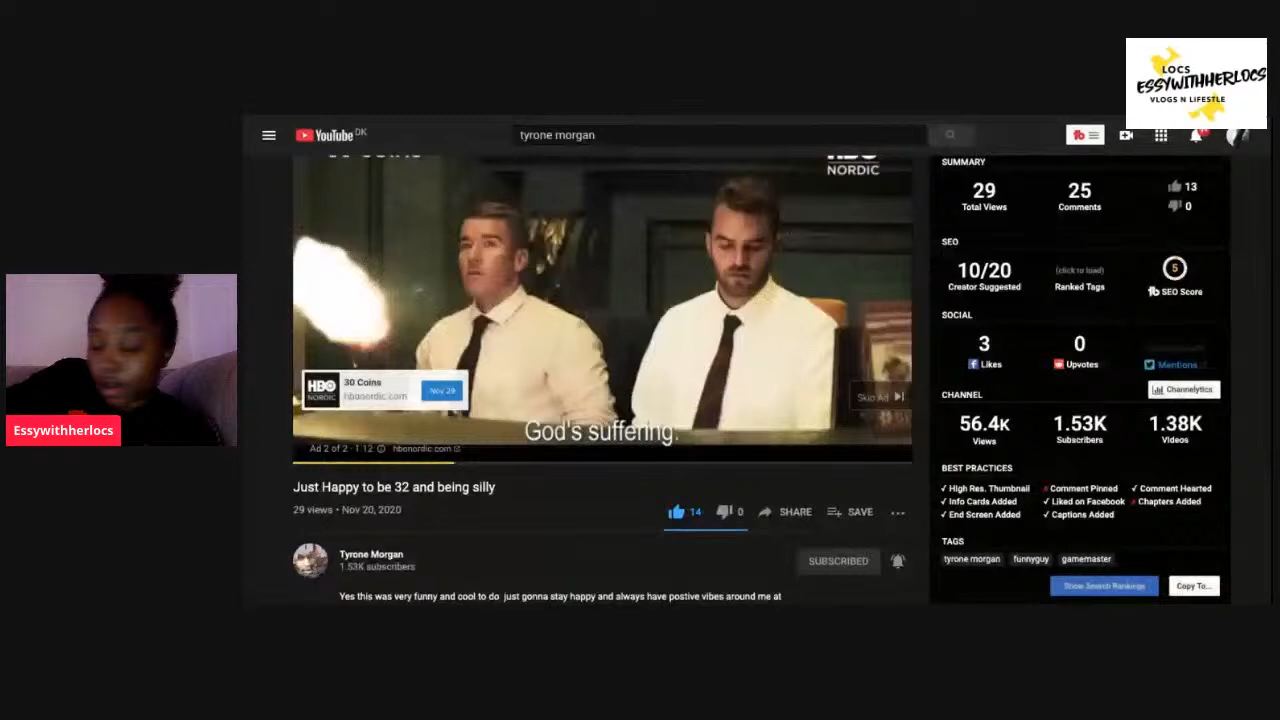 LOCS
ESSYWITHHERLOCS
VLOGS N LIFESTLE
YouTube DK
tyrone morgan
HBO
NORDIC
30 Coins
hbonordic.com
Nov 29
HBO
NORDIC
Skip Ad
God's suffering.
Ad 2 of 2 · 1:12
hbonordic.com
Just Happy to be 32 and being silly
29 views • Nov 20, 2020
14
0
SHARE
SAVE
Tyrone Morgan
1.53K subscribers
SUBSCRIBED
Yes this was very funny and cool to do just gonna stay happy and always have postive vibes around me at
Essywithherlocs
SUMMARY
29
Total Views
25
Comments
13
0
SEO
10/20
Creator Suggested
(click to load)
Ranked Tags
5
tb SEO Score
SOCIAL
3
Likes
0
Upvotes
Mentions
CHANNEL
Channelytics
56.4K
Views
1.53K
Subscribers
1.38K
Videos
BEST PRACTICES
High Res. Thumbnail
Comment Pinned
Comment Hearted
Info Cards Added
Liked on Facebook
Chapters Added
End Screen Added
Captions Added
TAGS
tyrone morgan
funnyguy
gamemaster
Show Search Rankings
Copy To...